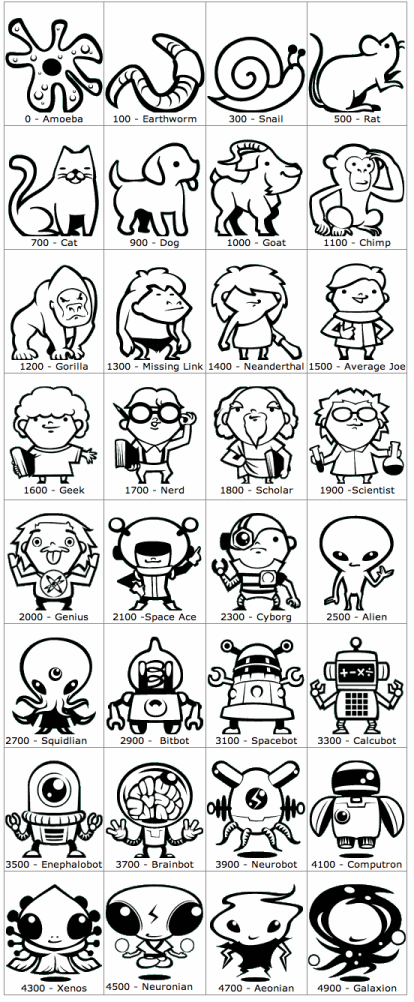 0 - Amoeba
100 - Earthworm
300 - Snail
500 - Rat
700 - Cat
900 - Dog
1000 - Goat
1100 - Chimp
1200 - Gorilla
1300 - Missing Link
1400 - Neanderthal
1500 - Average Joe
1600 - Geek
1700 - Nerd
1800 - Scholar
1900 -Scientist
2000 - Genius
2100 -Space Ace
2300 - Cyborg
2500 - Alien
2700 - Squidlian
2900 - Bitbot
3100 - Spacebot
3300 - Calcubot
3500 - Enephalobot
3700 - Brainbot
3900 - Neurobot
4100 - Computron
4300 - Xenos
4500 - Neuronian
4700 - Aeonian
4900 - Galaxion